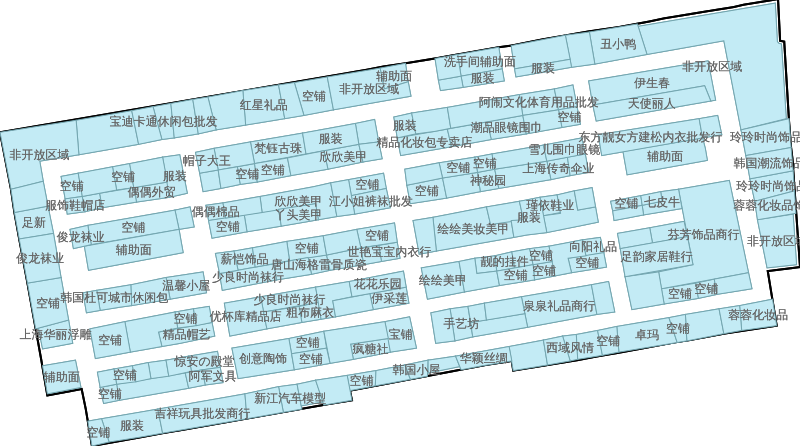 丑小鸭
洗手间辅助面
服装
服装
辅助面
非开放区域
非开放区域
伊生春
天使丽人
空铺
红星礼品
宝迪卡通休闲包批发
阿闹文化体育用品批发
空铺
潮品眼镜围巾
服装
精品化妆包专卖店
东方靓女方建松内衣批发行
玲玲时尚饰品
辅助面
韩国潮流饰品
玲玲时尚饰品
蓉蓉化妆品饰
非开放区域
服装
梵钰古珠
欣欣美甲
帽子大王
空铺
空铺
非开放区域
雪儿围巾眼镜
上海传奇伞业
空铺
空铺
神秘园
空铺
空铺
空铺
服装
偶偶外贸
服饰鞋帽店
空铺
欣欣美甲
丫头美甲
江小姐裤袜批发
偶偶棉品
空铺
瑾依鞋业
服装
空铺
七皮牛
绘绘美妆美甲
芬芳饰品商行
足新
空铺
俊龙袜业
辅助面
俊龙袜业
空铺
空铺
世艳宝宝内衣行
薪恺饰品
唐山海格雷骨质瓷
少良时尚袜行
向阳礼品
空铺
空铺
靓的挂件
空铺
空铺
足韵家居鞋行
绘绘美甲
温馨小屋
花花乐园
伊采莲
少良时尚袜行
粗布麻衣
空铺
韩国杜可城市休闲包
空铺
空铺
优杯库精品店
空铺
精品帽艺
上海华丽浮雕
空铺
手艺坊
泉泉礼品商行
蓉蓉化妆品
宝铺
空铺
疯糖社
空铺
创意陶饰
惊安の殿堂
阿军文具
空铺
空铺
辅助面
卓玛
空铺
空铺
西域风情
华颖丝绸
韩国小屋
空铺
新江汽车模型
吉祥玩具批发商行
服装
空铺